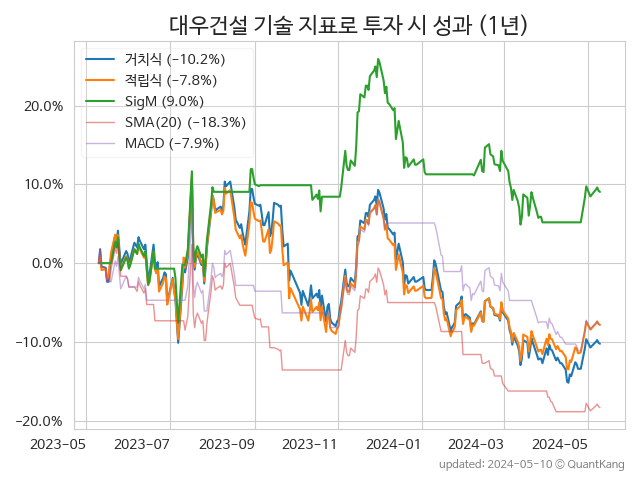 대우건설 기술 지표로 투자 시 성과 (1년)
거치식 (−10.2%)
적립식 (−7.8%)
SigM (9.0%)
SMA(20) (−18.3%)
MACD (−7.9%)
20.0%
10.0%
0.0%
−10.0%
−20.0%
2023-05 2023-07 2023-09 2023-11 2024-01 2024-03 2024-05
updated: 2024-05-10 © QuantKang